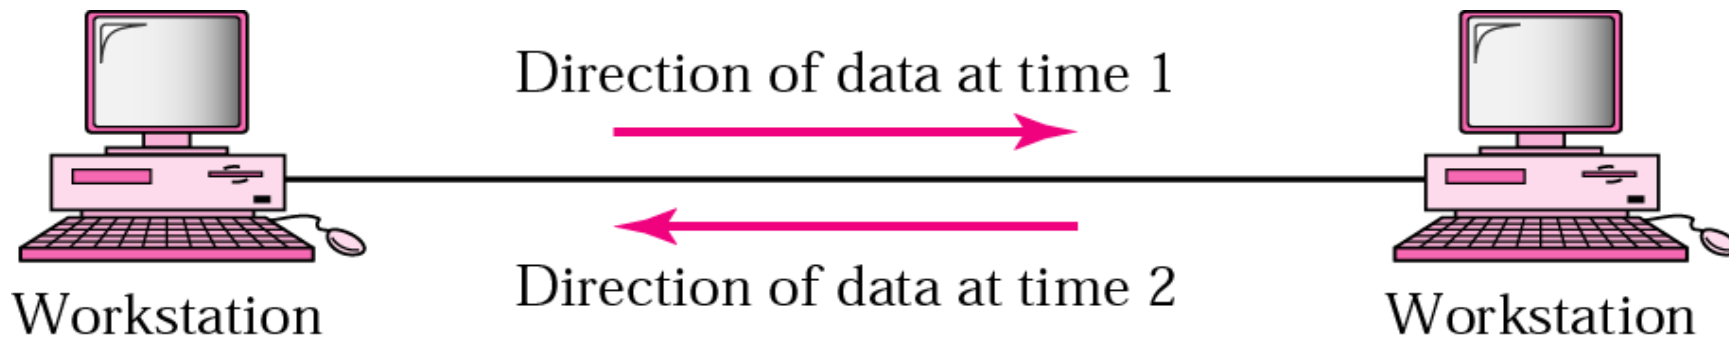 Direction of data at time 1
Direction of data at time 2
Workstation
Workstation